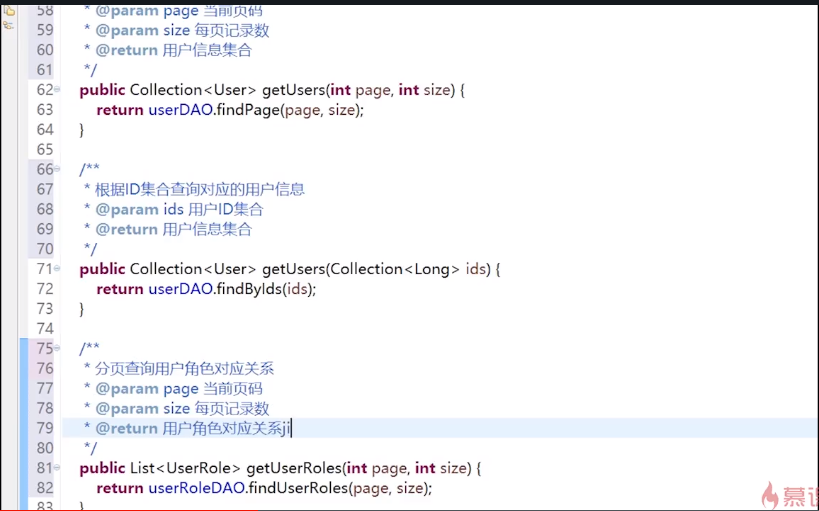 58 * @param page 当前页码
59 * @param size 每页记录数
60 * @return 用户信息集合
61 */
62 public Collection<User> getUsers(int page, int size) {
63 return userDAO.findPage(page, size);
64 }
65
66 /**
67 * 根据ID集合查询对应的用户信息
68 * @param ids 用户ID集合
69 * @return 用户信息集合
70 */
71 public Collection<User> getUsers(Collection<Long> ids) {
72 return userDAO.findByIds(ids);
73 }
74
75 /**
76 * 分页查询用户角色对应关系
77 * @param page 当前页码
78 * @param size 每页记录数
79 * @return 用户角色对应关系ji
80 */
81 public List<UserRole> getUserRoles(int page, int size) {
82 return userRoleDAO.findUserRoles(page, size);
83 }
慕